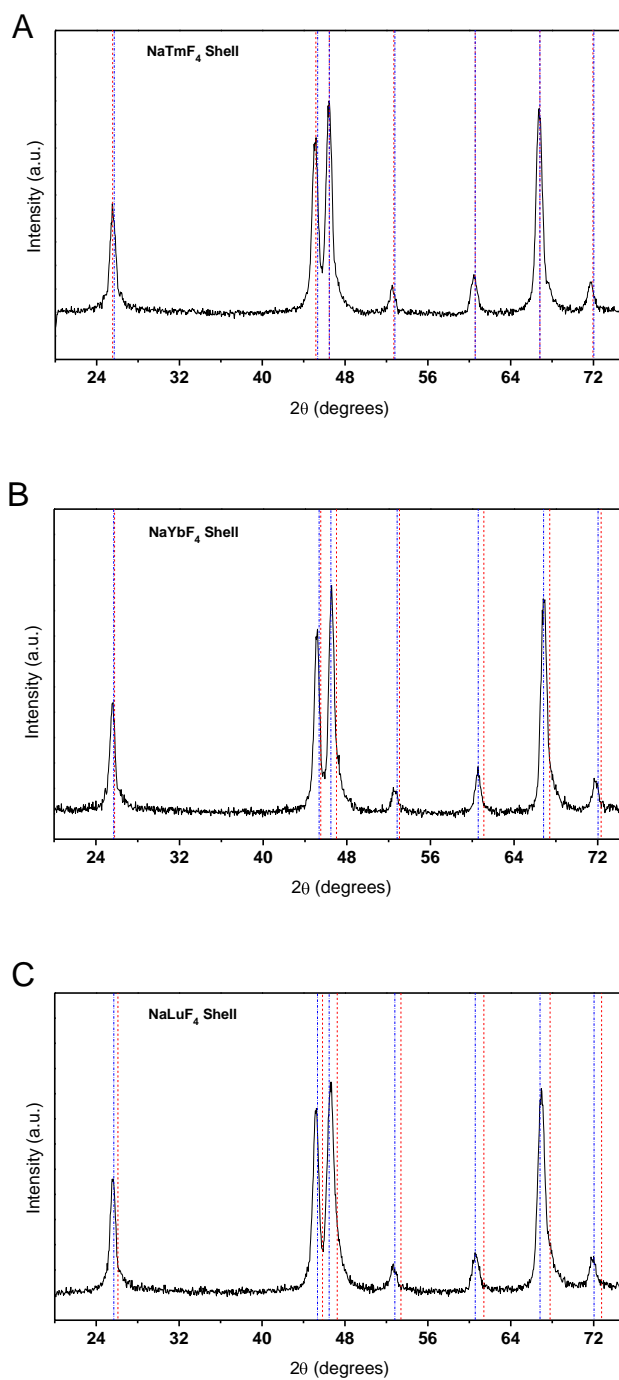 A
NaTmF₄ Shell
Intensity (a.u.)
24 32 40 48 56 64 72
2θ (degrees)
B
NaYbF₄ Shell
Intensity (a.u.)
24 32 40 48 56 64 72
2θ (degrees)
C
NaLuF₄ Shell
Intensity (a.u.)
24 32 40 48 56 64 72
2θ (degrees)